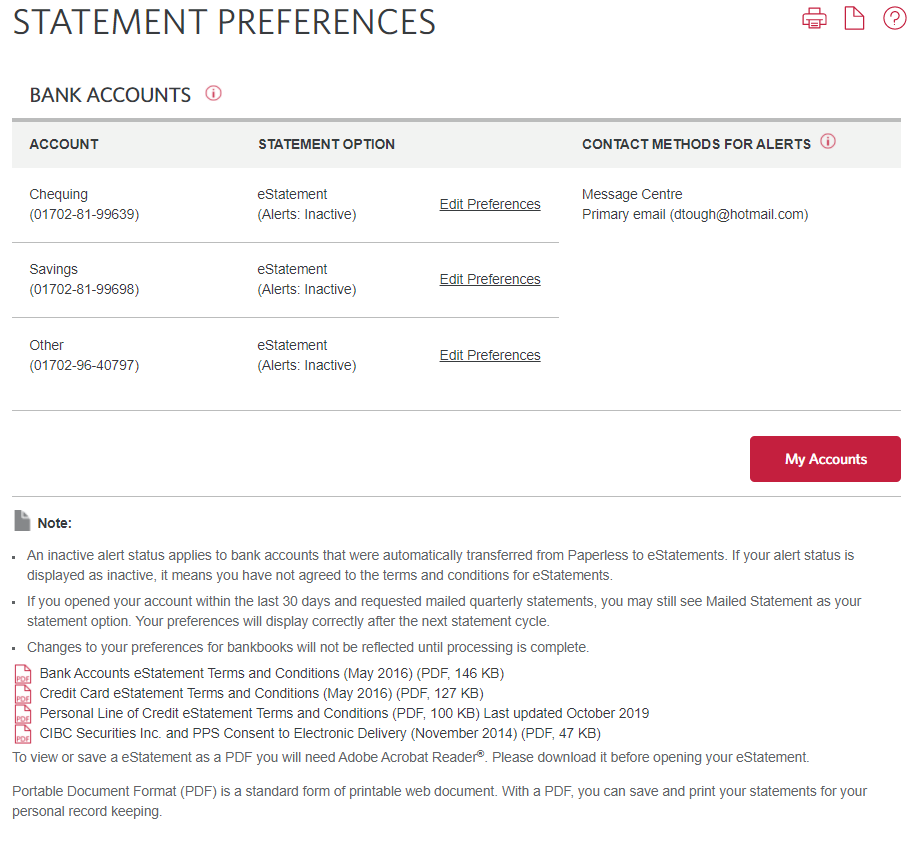 STATEMENT PREFERENCES
BANK ACCOUNTS
ACCOUNT STATEMENT OPTION CONTACT METHODS FOR ALERTS
Chequing eStatement Message Centre
(01702-81-99639) (Alerts: Inactive) Edit Preferences Primary email (dtough@hotmail.com)
Savings eStatement
(01702-81-99698) (Alerts: Inactive) Edit Preferences
Other eStatement
(01702-96-40797) (Alerts: Inactive) Edit Preferences
My Accounts
Note:
An inactive alert status applies to bank accounts that were automatically transferred from Paperless to eStatements. If your alert status is
displayed as inactive, it means you have not agreed to the terms and conditions for eStatements.
If you opened your account within the last 30 days and requested mailed quarterly statements, you may still see Mailed Statement as your
statement option. Your preferences will display correctly after the next statement cycle.
Changes to your preferences for bankbooks will not be reflected until processing is complete.
PDF Bank Accounts eStatement Terms and Conditions (May 2016) (PDF, 146 KB)
PDF Credit Card eStatement Terms and Conditions (May 2016) (PDF, 127 KB)
PDF Personal Line of Credit eStatement Terms and Conditions (PDF, 100 KB) Last updated October 2019
PDF CIBC Securities Inc. and PPS Consent to Electronic Delivery (November 2014) (PDF, 47 KB)
To view or save a eStatement as a PDF you will need Adobe Acrobat Reader®. Please download it before opening your eStatement.
Portable Document Format (PDF) is a standard form of printable web document. With a PDF, you can save and print your statements for your
personal record keeping.